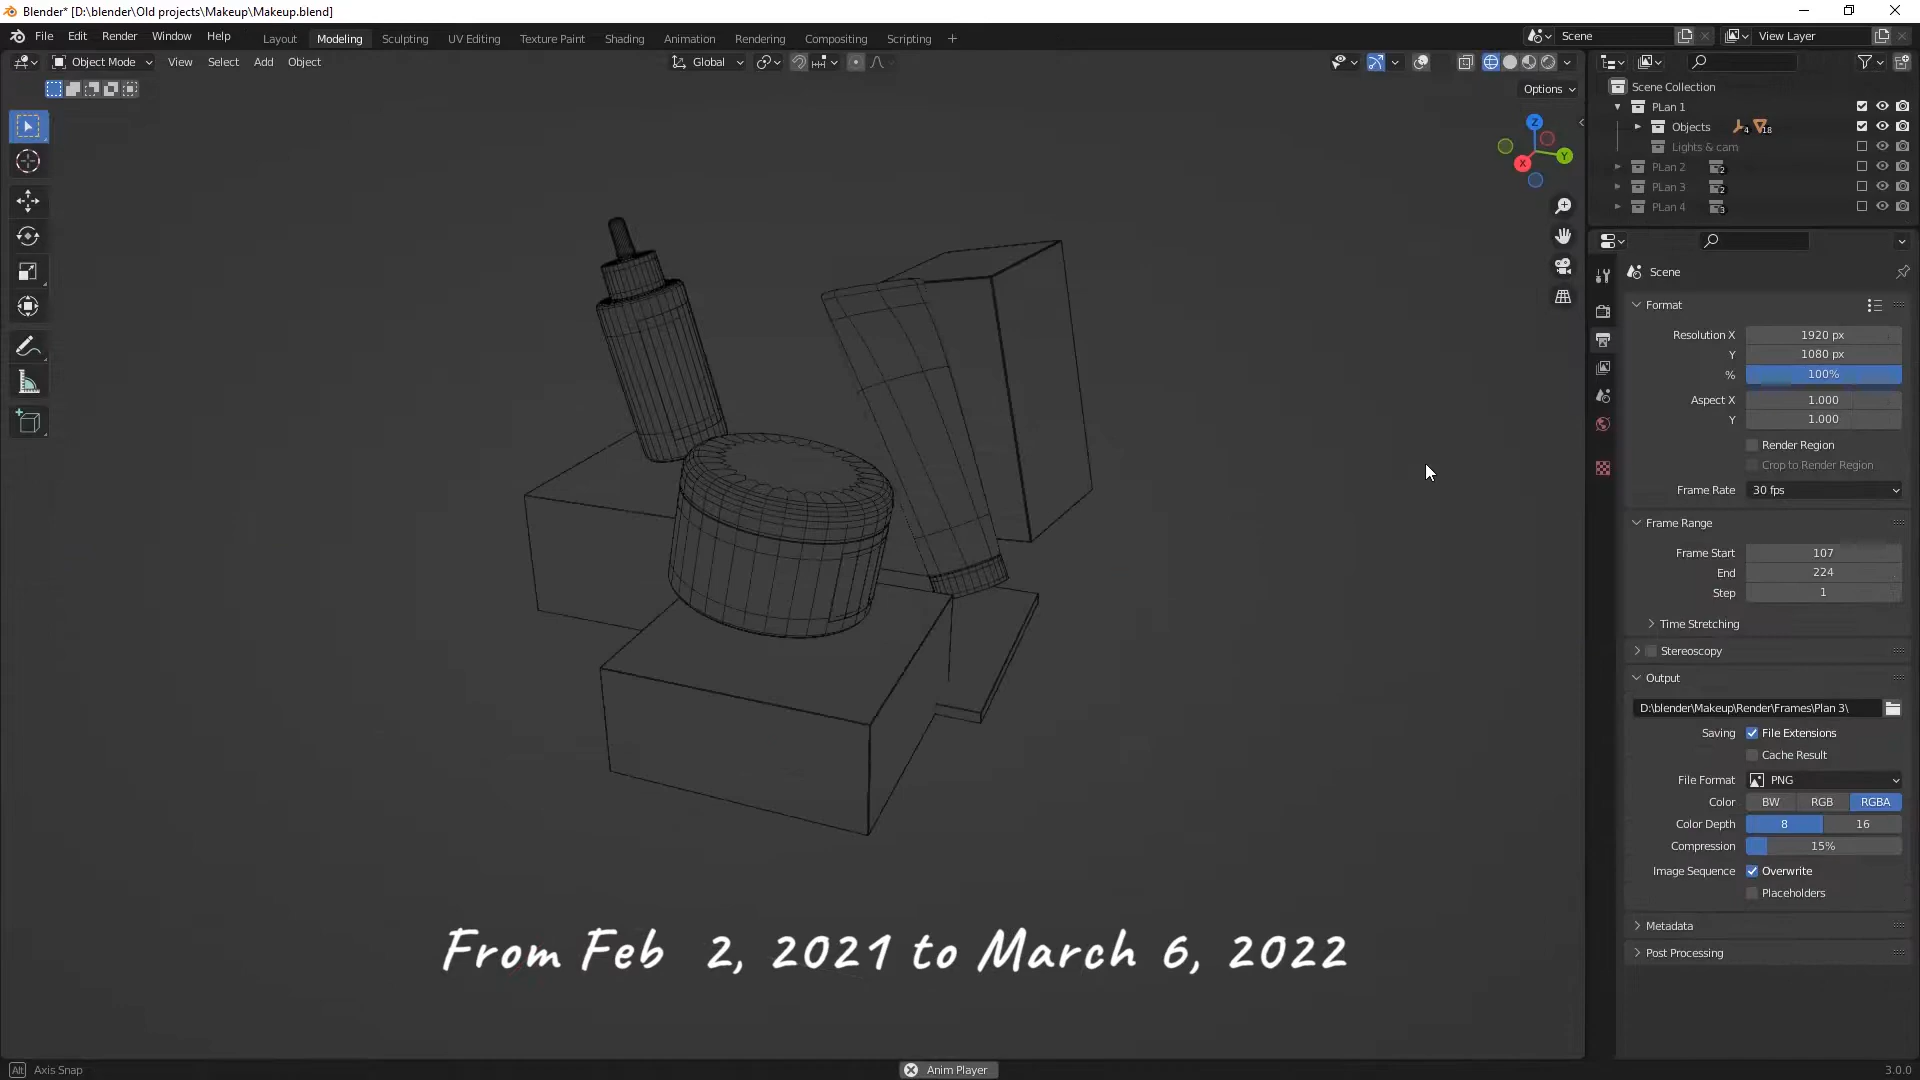 Blender* [D:\blender\Old projects\Makeup\Makeup.blend]
File Edit Render Window Help
Layout Modeling Sculpting UV Editing Texture Paint Shading Animation Rendering Compositing Scripting +
Scene
View Layer
Object Mode View Select Add Object
Global
Options
Z
Y
X
Scene Collection
PLan 1
Objects 4 18
Lights & cam
PLan 2 2
PLan 3 2
PLan 4 3
Scene
Format
Resolution X 1920 px
Y 1080 px
% 100%
Aspect X 1.000
Y 1.000
Render Region
Crop to Render Region
Frame Rate 30 fps
Frame Range
Frame Start 107
End 224
Step 1
Time Stretching
Stereoscopy
Output
D:\blender\Makeup\Render\Frames\Plan 3\
Saving File Extensions
Cache Result
File Format PNG
Color BW RGB RGBA
Color Depth 8 16
Compression 15%
Image Sequence Overwrite
Placeholders
Metadata
Post Processing
From Feb 2, 2021 to March 6, 2022
Alt Axis Snap
Anim Player
3.0.0